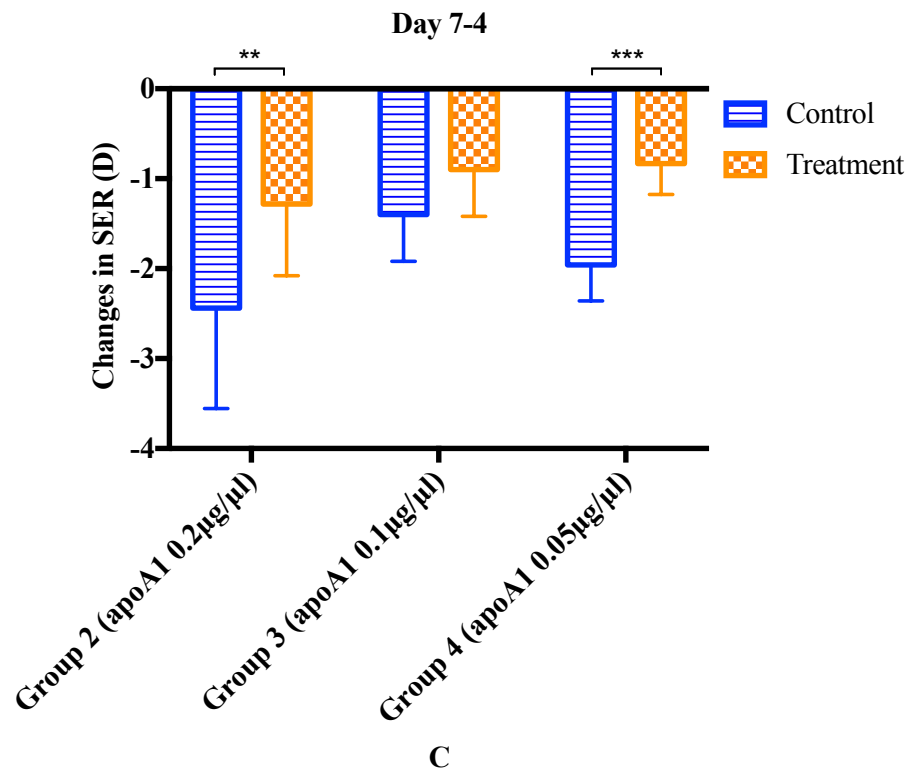 Day 7-4
**
***
0
-1
-2
-3
-4
Changes in SER (D)
Control
Treatment
Group 2 (apoA1 0.2µg/µl)
Group 3 (apoA1 0.1µg/µl)
Group 4 (apoA1 0.05µg/µl)
C